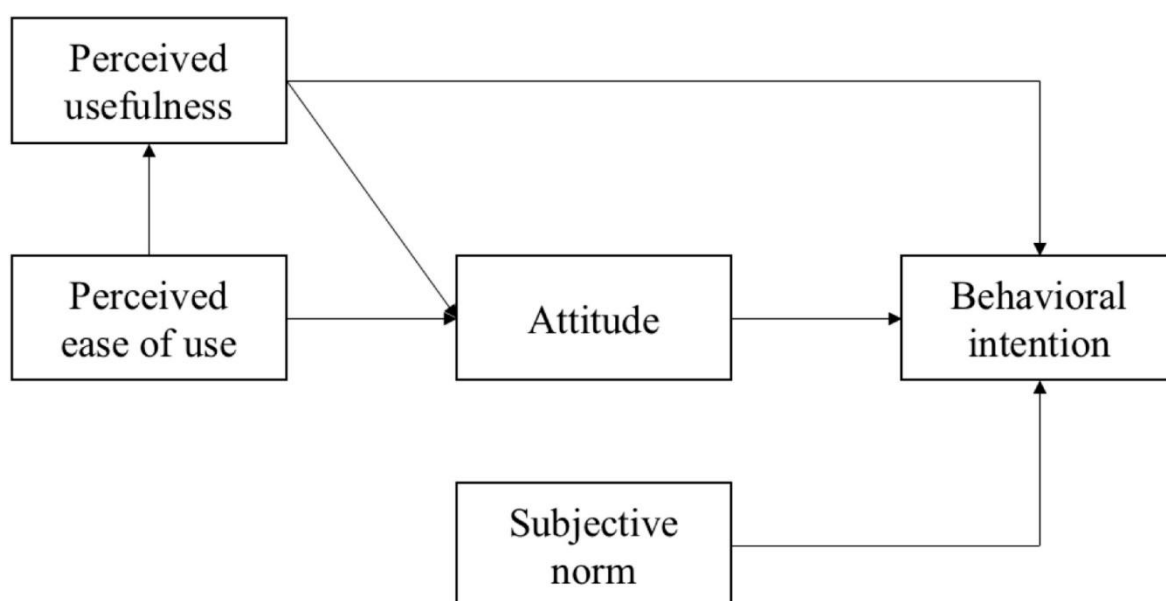 Perceived
usefulness
Perceived
ease of use
Attitude
Behavioral
intention
Subjective
norm